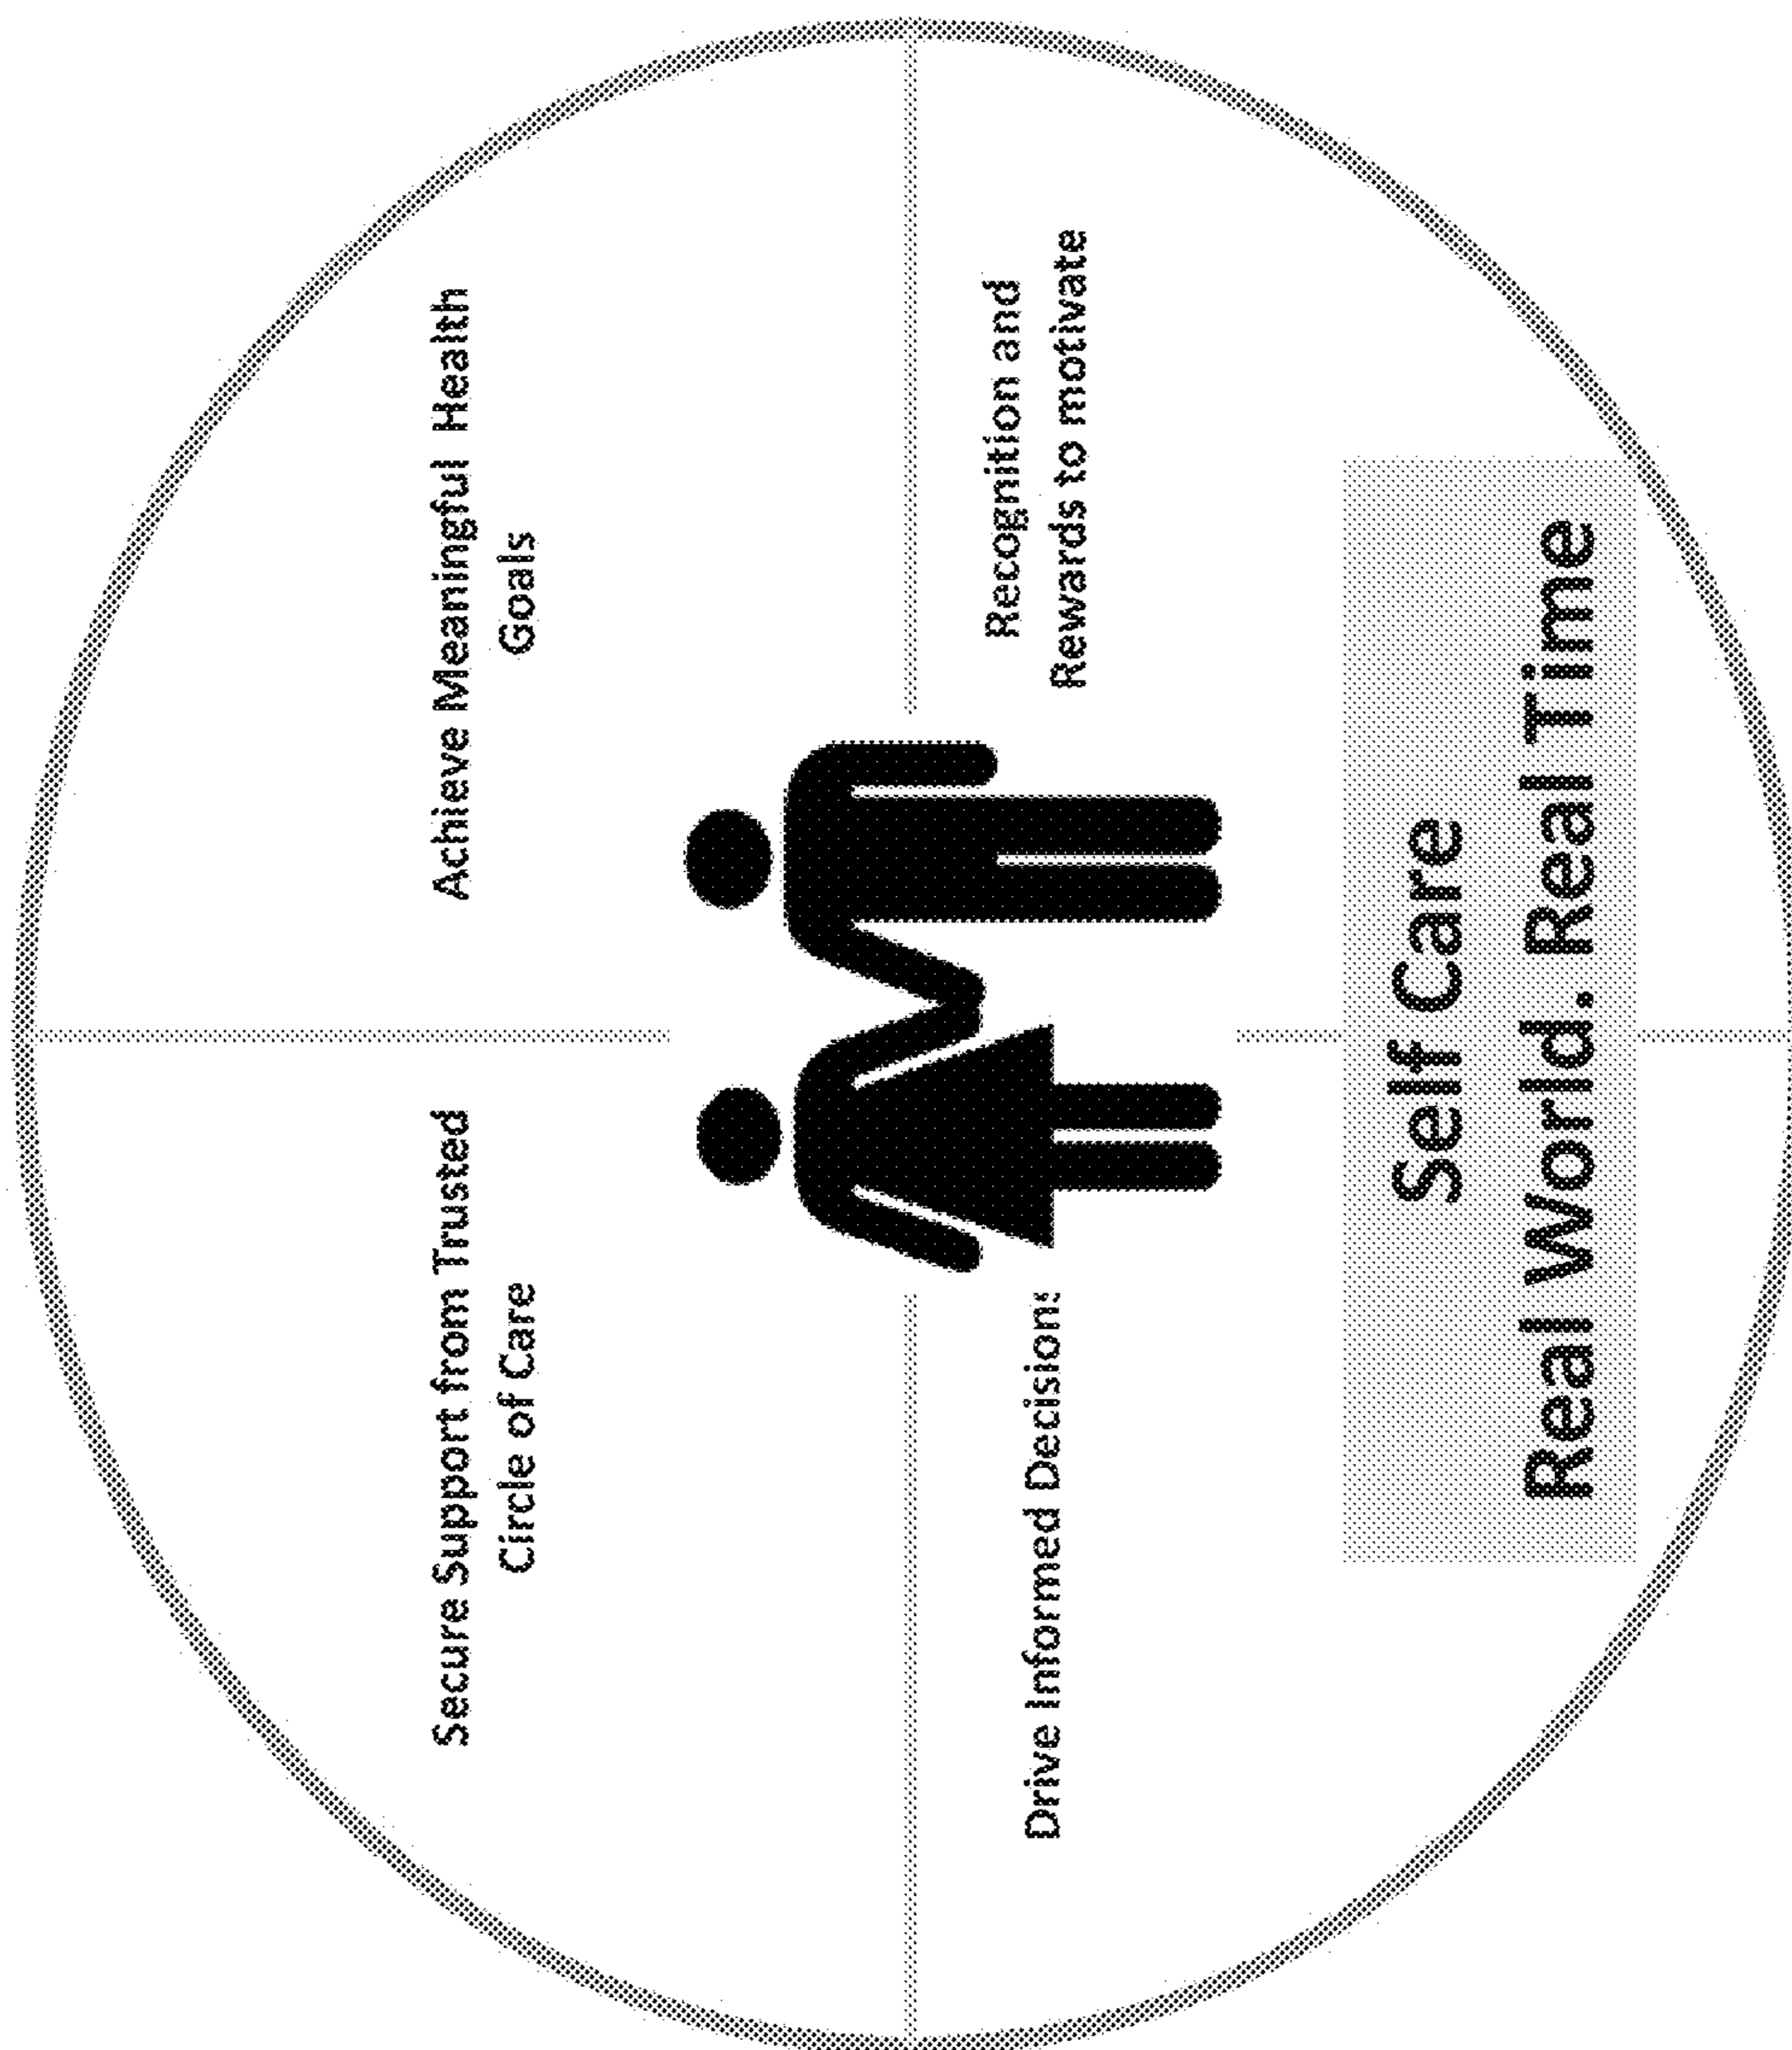 Secure Support from Trusted
Circle of Care
Achieve Meaningful Health
Goals
Drive Informed Decisions
Recognition and
Rewards to motivate
Self Care
Real World. Real Time